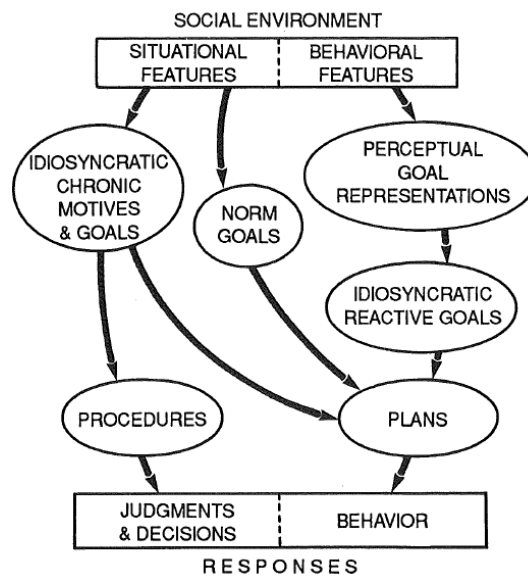 SOCIAL ENVIRONMENT
SITUATIONAL
FEATURES
BEHAVIORAL
FEATURES
IDIOSYNCRATIC
CHRONIC
MOTIVES
& GOALS
NORM
GOALS
PERCEPTUAL
GOAL
REPRESENTATIONS
IDIOSYNCRATIC
REACTIVE GOALS
PROCEDURES
PLANS
JUDGMENTS
& DECISIONS
BEHAVIOR
RESPONSES